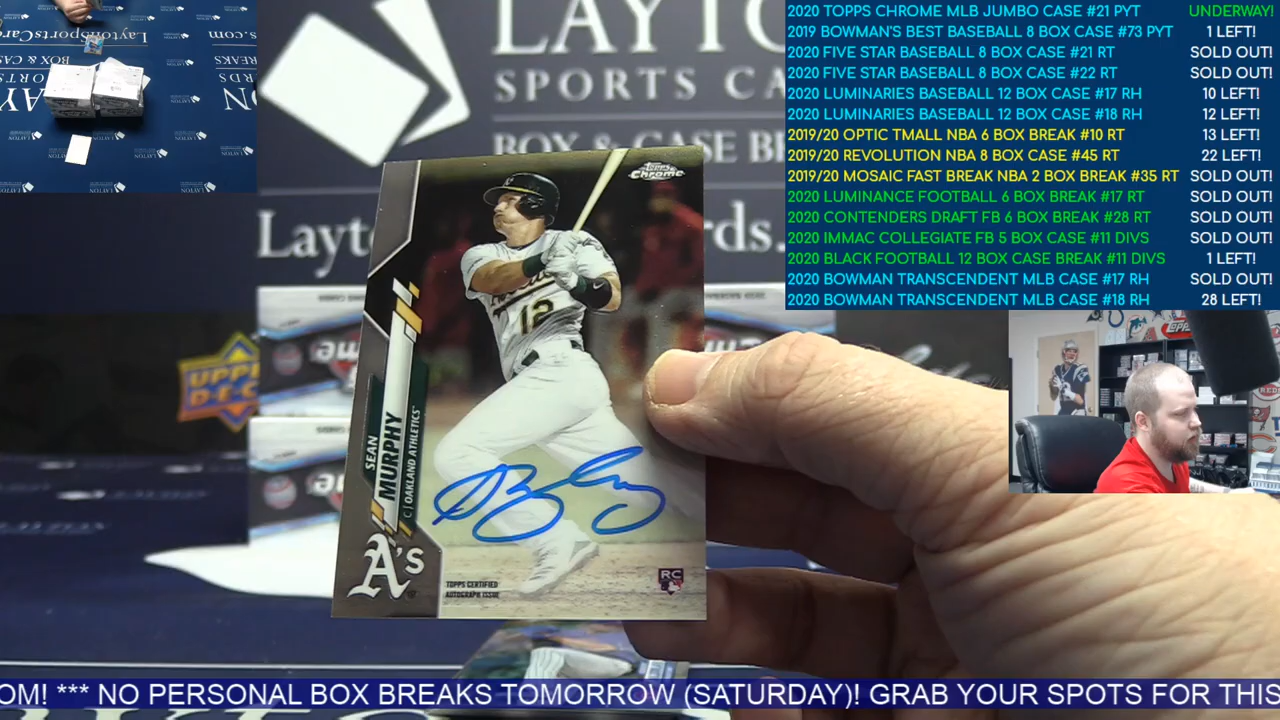 2020 TOPPS CHROME MLB JUMBO CASE #21 PYT UNDERWAY!
2019 BOWMAN'S BEST BASEBALL 8 BOX CASE #73 PYT 1 LEFT!
2020 FIVE STAR BASEBALL 8 BOX CASE #21 RT SOLD OUT!
2020 FIVE STAR BASEBALL 8 BOX CASE #22 RT SOLD OUT!
2020 LUMINARIES BASEBALL 12 BOX CASE #17 RH 10 LEFT!
2020 LUMINARIES BASEBALL 12 BOX CASE #18 RH 12 LEFT!
2019/20 OPTIC TMALL NBA 6 BOX BREAK #10 RT 13 LEFT!
2019/20 REVOLUTION NBA 8 BOX CASE #45 RT 22 LEFT!
2019/20 MOSAIC FAST BREAK NBA 2 BOX BREAK #35 RT SOLD OUT!
2020 LUMINANCE FOOTBALL 6 BOX BREAK #17 RT SOLD OUT!
2020 CONTENDERS DRAFT FB 6 BOX BREAK #28 RT SOLD OUT!
2020 IMMAC COLLEGIATE FB 5 BOX CASE #11 DIVS SOLD OUT!
2020 BLACK FOOTBALL 12 BOX CASE BREAK #11 DIVS 1 LEFT!
2020 BOWMAN TRANSCENDENT MLB CASE #17 RH SOLD OUT!
2020 BOWMAN TRANSCENDENT MLB CASE #18 RH 28 LEFT!
LAYTO
SPORTS CA
BOX & CASE BR
Layt
rds.
Topps Chrome
12
SEAN
MURPHY
C | OAKLAND ATHLETICS™
A's
TOPPS CERTIFIED
AUTOGRAPH ISSUE
RC
OM! *** NO PERSONAL BOX BREAKS TOMORROW (SATURDAY)! GRAB YOUR SPOTS FOR THIS